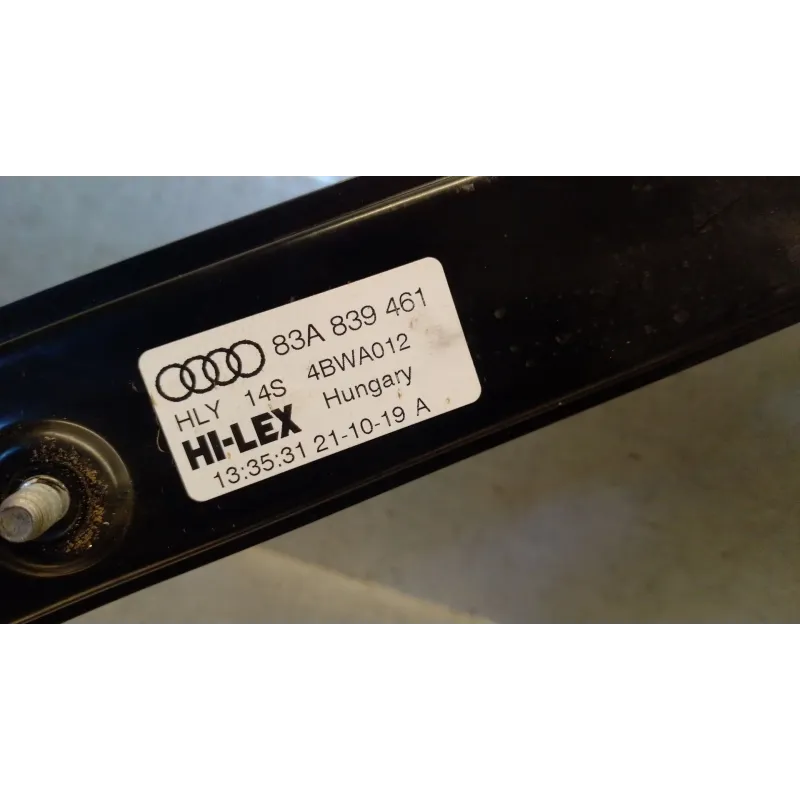 83A 839 461
HLY 14S 4BWA012
HI-LEX Hungary
13:35:31 21-10-19 A